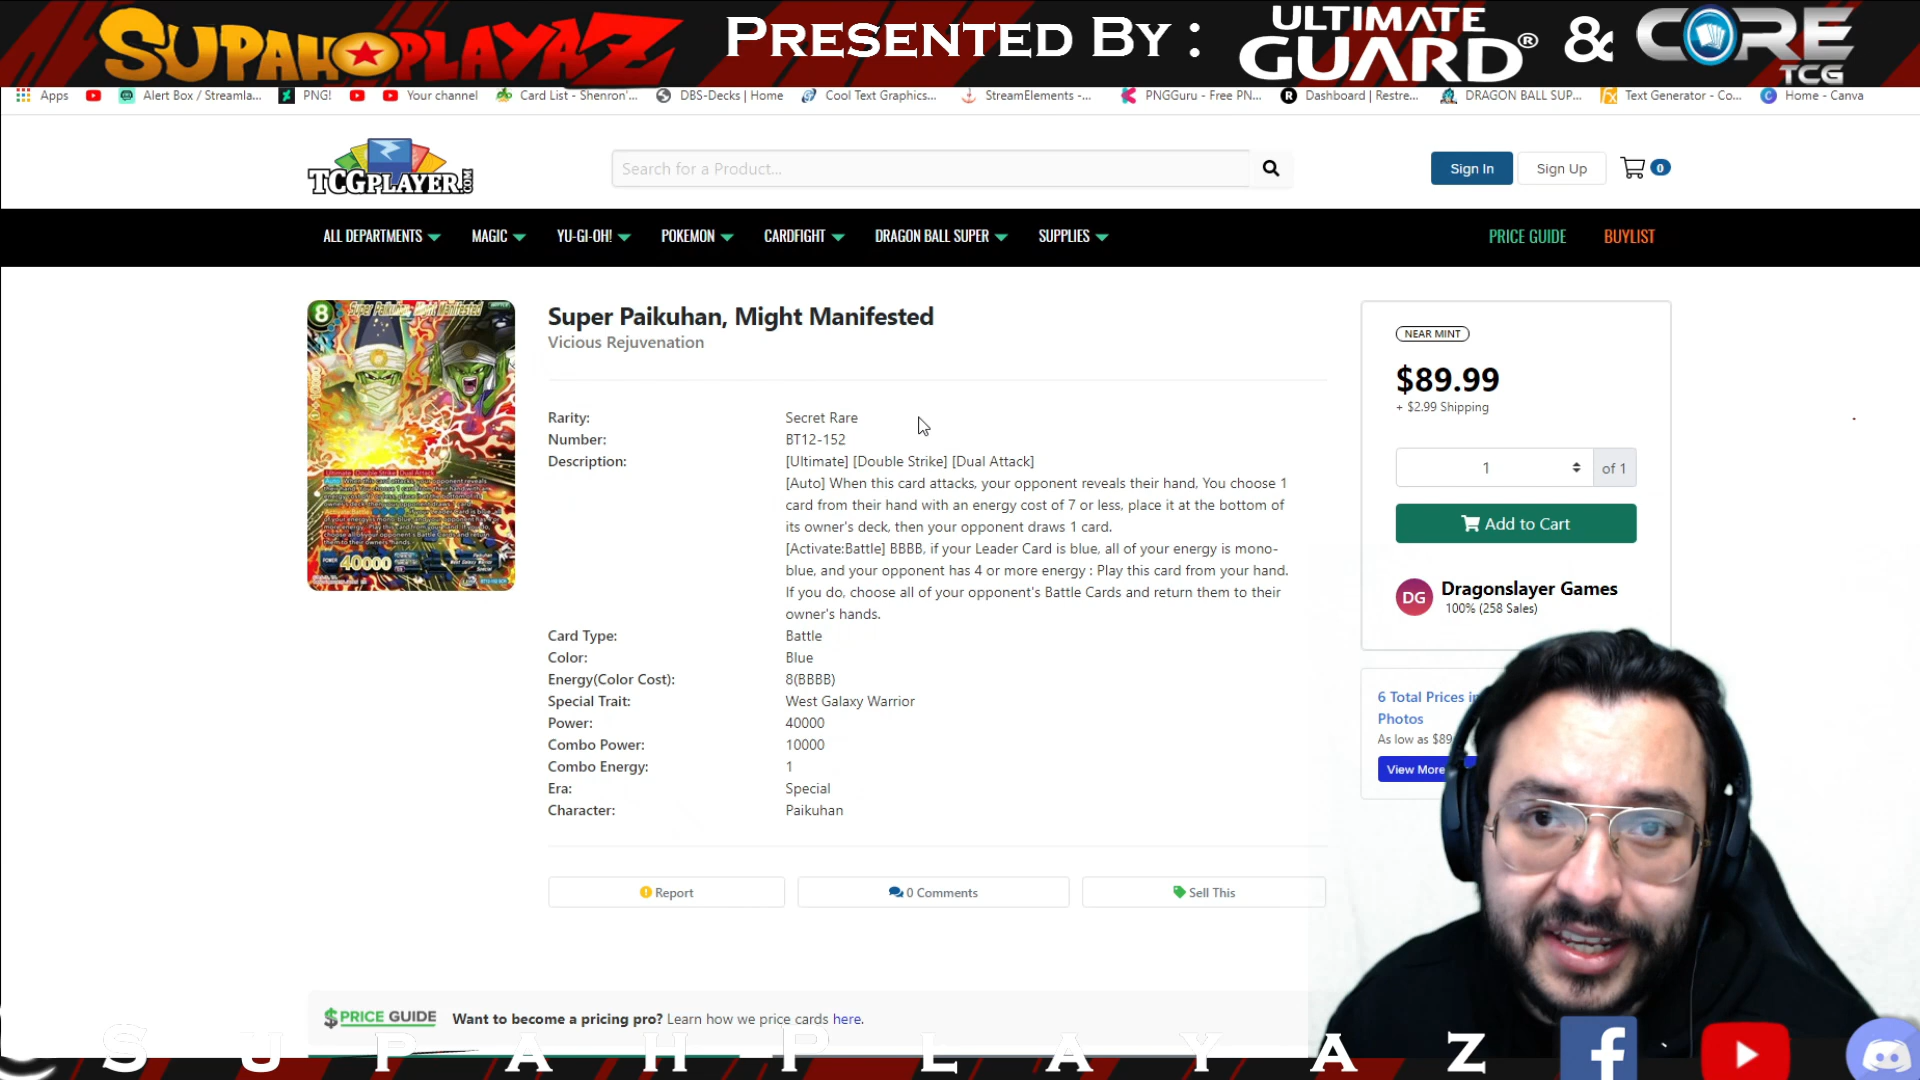 SUPAHPLAYAZ PRESENTED BY : ULTIMATE GUARD® & CORE TCG
Apps Alert Box / Streamla... PNG! Your channel Card List - Shenron'... DBS-Decks | Home Cool Text Graphics... StreamElements -... PNGGuru - Free PN... Dashboard | Restre... DRAGON BALL SUP... Text Generator - Co... Home - Canva
TCGPLAYER.COM Search for a Product... Sign In Sign Up 0
ALL DEPARTMENTS MAGIC YU-GI-OH! POKEMON CARDFIGHT DRAGON BALL SUPER SUPPLIES PRICE GUIDE BUYLIST
8 Super Paikuhan, Might Manifested
40000
Super Paikuhan, Might Manifested
Vicious Rejuvenation
Rarity: Secret Rare
Number: BT12-152
Description: [Ultimate] [Double Strike] [Dual Attack]
[Auto] When this card attacks, your opponent reveals their hand, You choose 1
card from their hand with an energy cost of 7 or less, place it at the bottom of
its owner's deck, then your opponent draws 1 card.
[Activate:Battle] BBBB, if your Leader Card is blue, all of your energy is mono-
blue, and your opponent has 4 or more energy : Play this card from your hand.
If you do, choose all of your opponent's Battle Cards and return them to their
owner's hands.
Card Type: Battle
Color: Blue
Energy(Color Cost): 8(BBBB)
Special Trait: West Galaxy Warrior
Power: 40000
Combo Power: 10000
Combo Energy: 1
Era: Special
Character: Paikuhan
Report 0 Comments Sell This
NEAR MINT
$89.99
+ $2.99 Shipping
1 of 1
Add to Cart
DG Dragonslayer Games
100% (258 Sales)
6 Total Prices in
Photos
As low as $89
View More
$PRICE GUIDE Want to become a pricing pro? Learn how we price cards here.
SUPAHPLAYAZ